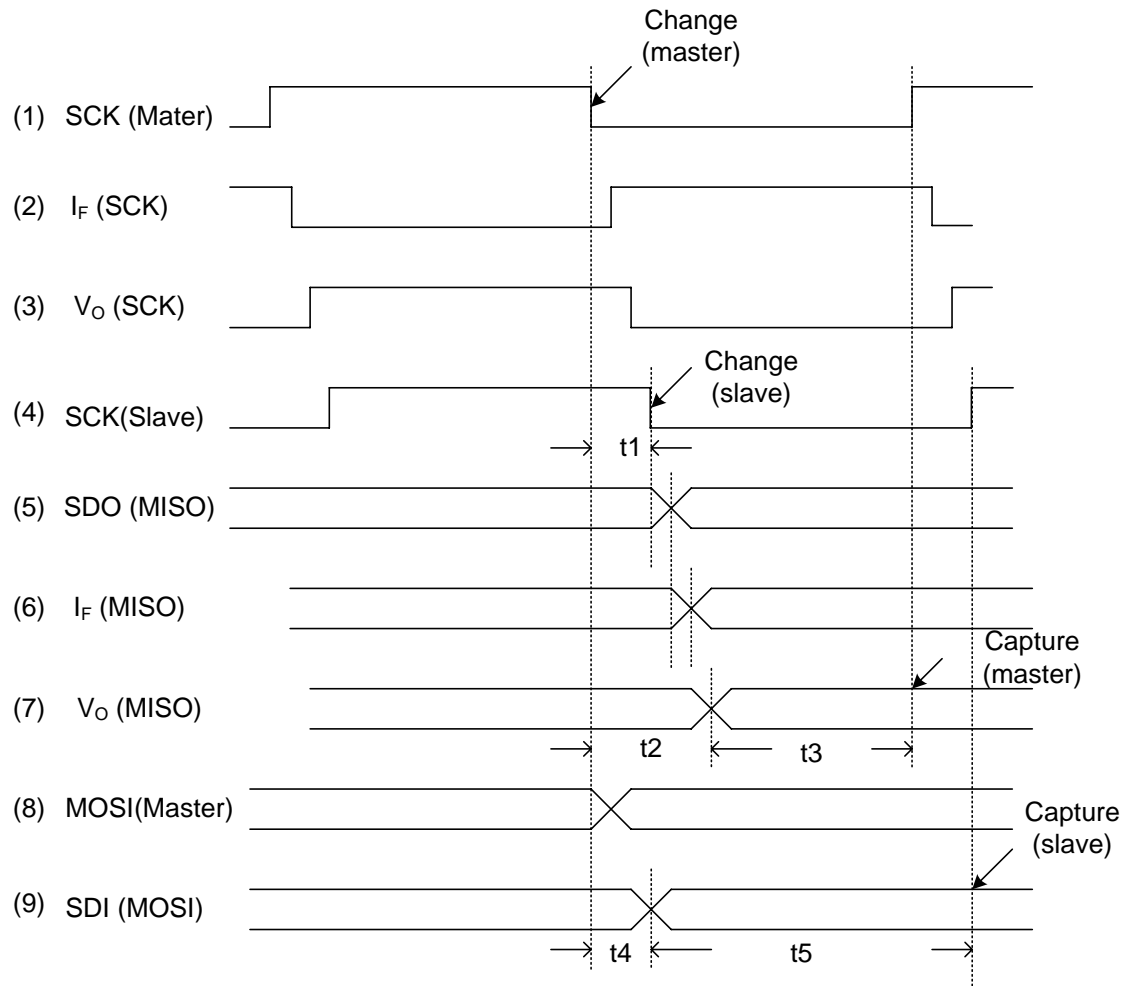 Change
(master)
(1) SCK (Mater)
(2) IF (SCK)
(3) VO (SCK)
Change
(slave)
(4) SCK(Slave)
t1
(5) SDO (MISO)
(6) IF (MISO)
Capture
(master)
(7) VO (MISO)
t2 t3
(8) MOSI(Master)
Capture
(slave)
(9) SDI (MOSI)
t4 t5